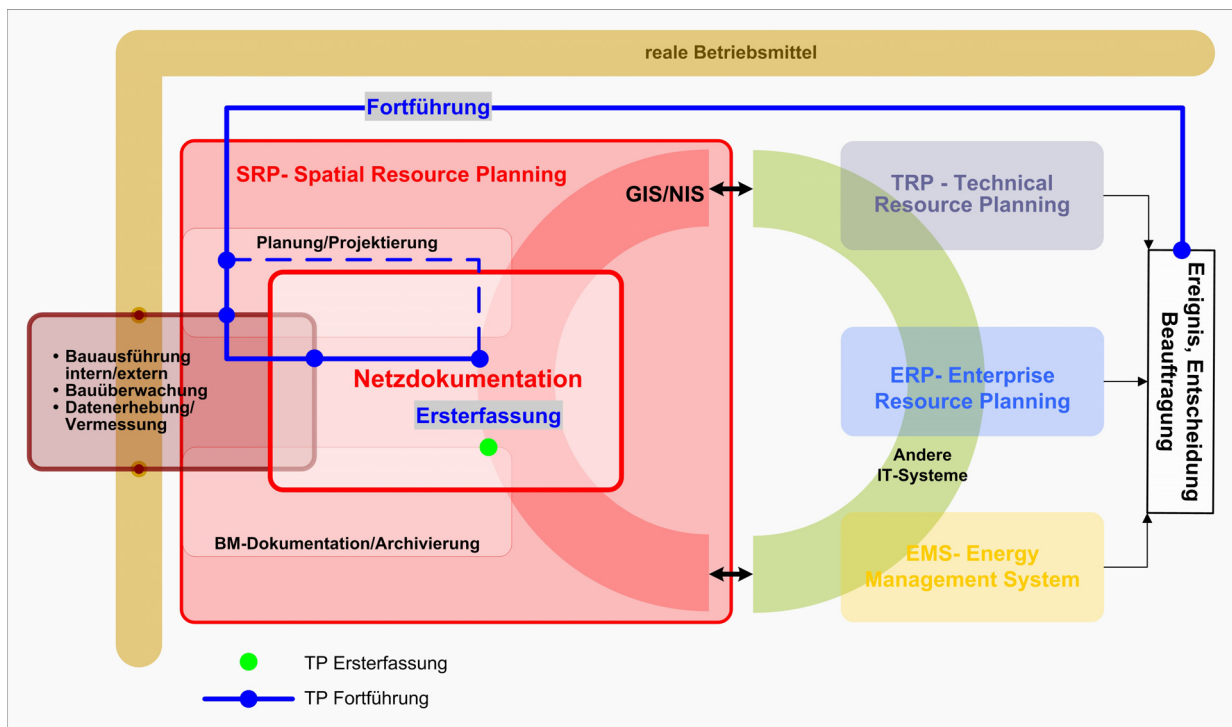 reale Betriebsmittel
Fortführung
SRP- Spatial Resource Planning
GIS/NIS
TRP - Technical
Resource Planning
Planung/Projektierung
Ereignis, Entscheidung
Beauftragung
• Bauausführung
intern/extern
• Bauüberwachung
• Datenerhebung/
Vermessung
Netzdokumentation
Ersterfassung
ERP- Enterprise
Resource Planning
Andere
IT-Systeme
BM-Dokumentation/Archivierung
EMS- Energy
Management System
TP Ersterfassung
TP Fortführung